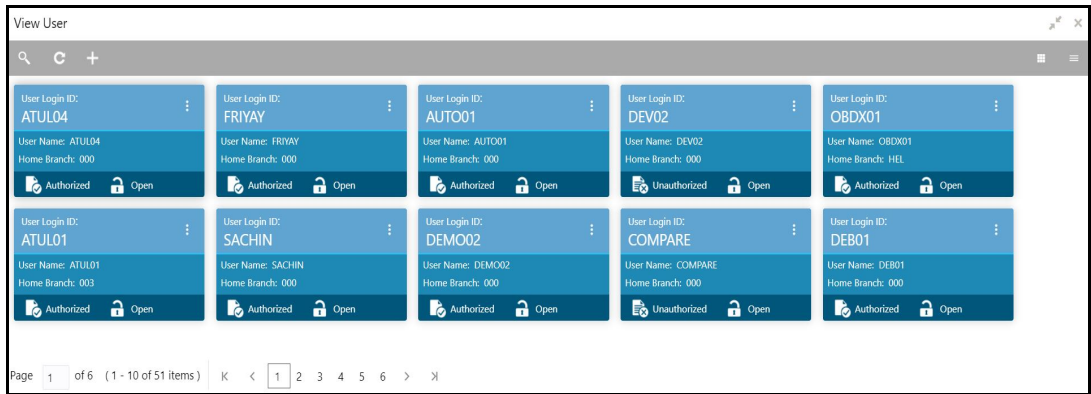 View User
User Login ID:
ATUL04
User Name: ATUL04
Home Branch: 000
Authorized Open
User Login ID:
FRIYAY
User Name: FRIYAY
Home Branch: 000
Authorized Open
User Login ID:
AUTO01
User Name: AUTO01
Home Branch: 000
Authorized Open
User Login ID:
DEV02
User Name: DEV02
Home Branch: 000
Unauthorized Open
User Login ID:
OBDX01
User Name: OBDX01
Home Branch: HEL
Authorized Open
User Login ID:
ATUL01
User Name: ATUL01
Home Branch: 003
Authorized Open
User Login ID:
SACHIN
User Name: SACHIN
Home Branch: 000
Authorized Open
User Login ID:
DEMO02
User Name: DEMO02
Home Branch: 000
Authorized Open
User Login ID:
COMPARE
User Name: COMPARE
Home Branch: 000
Unauthorized Open
User Login ID:
DEB01
User Name: DEB01
Home Branch: 000
Authorized Open
Page 1 of 6 (1 - 10 of 51 items) 1 2 3 4 5 6